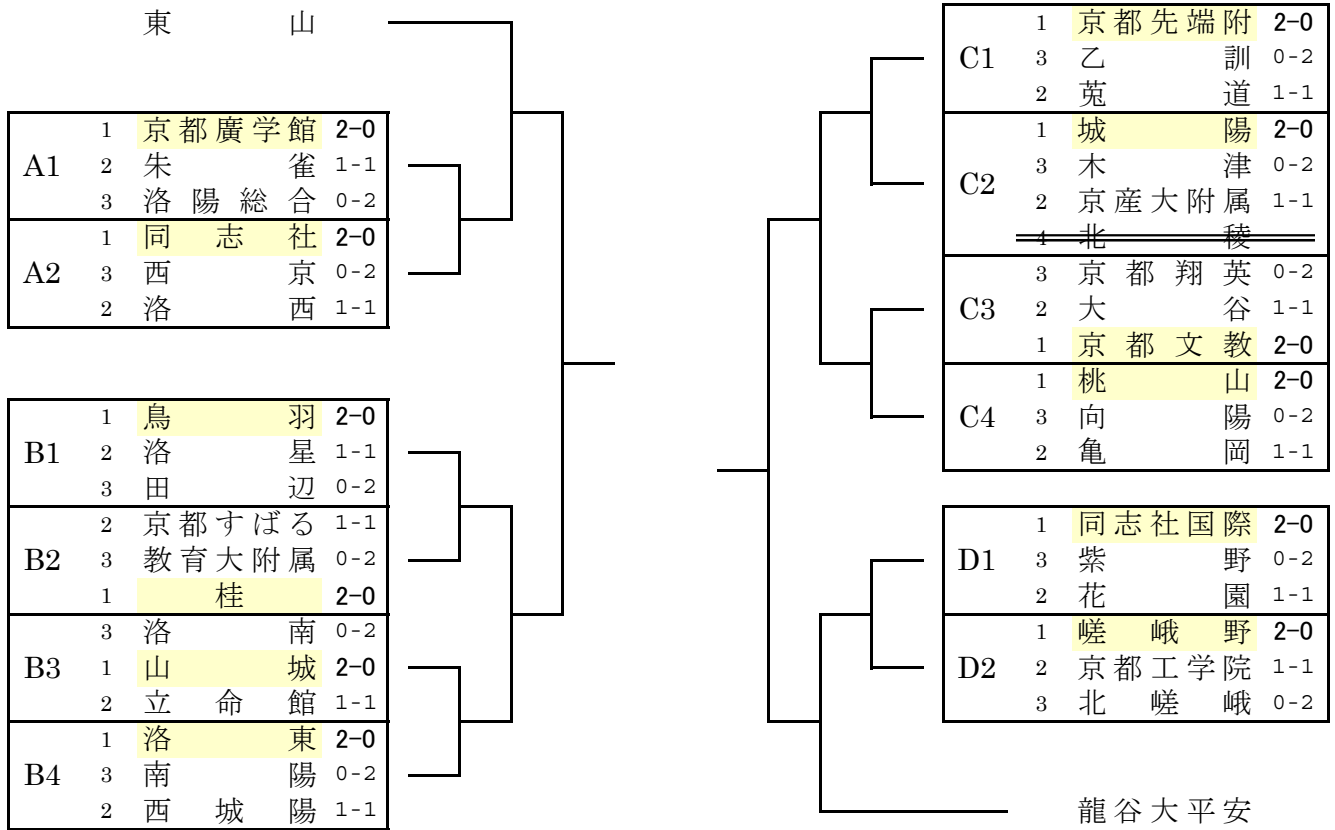 東山
A1
1 京都廣学館 2-0
2 朱雀 1-1
3 洛陽総合 0-2
A2
1 同志社 2-0
3 西京 0-2
2 洛西 1-1
B1
1 鳥羽 2-0
2 洛星 1-1
3 田辺 0-2
B2
2 京都すばる 1-1
3 教育大附属 0-2
1 桂 2-0
B3
3 洛南 0-2
1 山城 2-0
2 立命館 1-1
B4
1 洛東 2-0
3 南陽 0-2
2 西城陽 1-1
C1
1 京都先端附 2-0
3 乙訓 0-2
2 莵道 1-1
C2
1 城陽 2-0
3 木津 0-2
2 京産大附属 1-1
4 北稜
C3
3 京都翔英 0-2
2 大谷 1-1
1 京都文教 2-0
C4
1 桃山 2-0
3 向陽 0-2
2 亀岡 1-1
D1
1 同志社国際 2-0
3 紫野 0-2
2 花園 1-1
D2
1 嵯峨野 2-0
2 京都工学院 1-1
3 北嵯峨 0-2
龍谷大平安